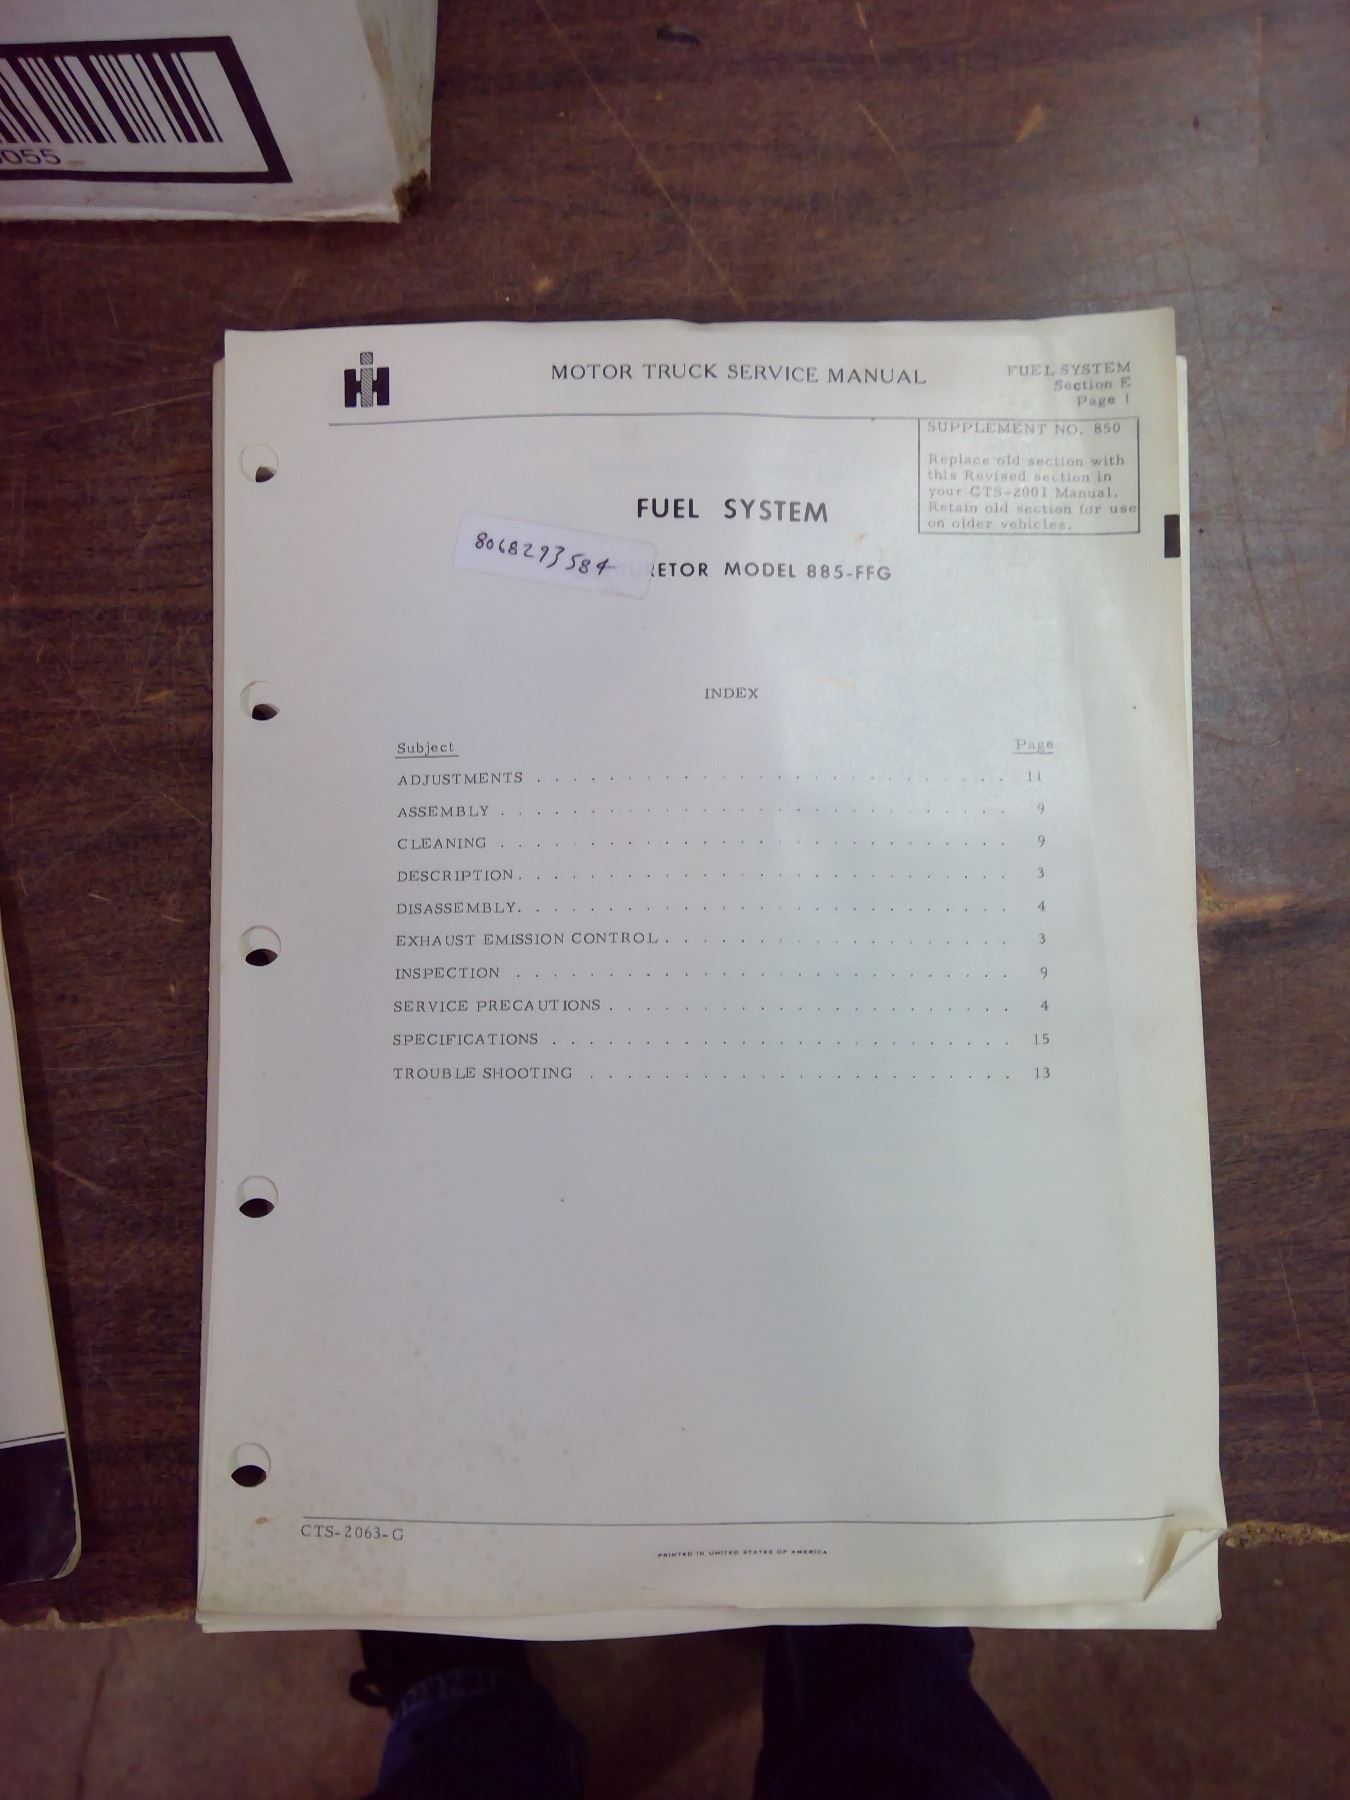 055
IH
MOTOR TRUCK SERVICE MANUAL
FUEL SYSTEM
Section E
Page 1
SUPPLEMENT NO. 850
Replace old section with
this Revised section in
your CTS-2001 Manual.
Retain old section for use
on older vehicles.
FUEL SYSTEM
8068293584
URETOR MODEL 885-FFG
INDEX
Subject Page
ADJUSTMENTS . . . . . . . . . . . . . . . . . . . . . . 11
ASSEMBLY . . . . . . . . . . . . . . . . . . . . . . . 9
CLEANING . . . . . . . . . . . . . . . . . . . . . . . 9
DESCRIPTION. . . . . . . . . . . . . . . . . . . . . . 3
DISASSEMBLY. . . . . . . . . . . . . . . . . . . . . . 4
EXHAUST EMISSION CONTROL. . . . . . . . . . . . . . . . 3
INSPECTION . . . . . . . . . . . . . . . . . . . . . . 9
SERVICE PRECAUTIONS . . . . . . . . . . . . . . . . . . 4
SPECIFICATIONS . . . . . . . . . . . . . . . . . . . . 15
TROUBLE SHOOTING . . . . . . . . . . . . . . . . . . . 13
CTS-2063-G
PRINTED IN UNITED STATES OF AMERICA